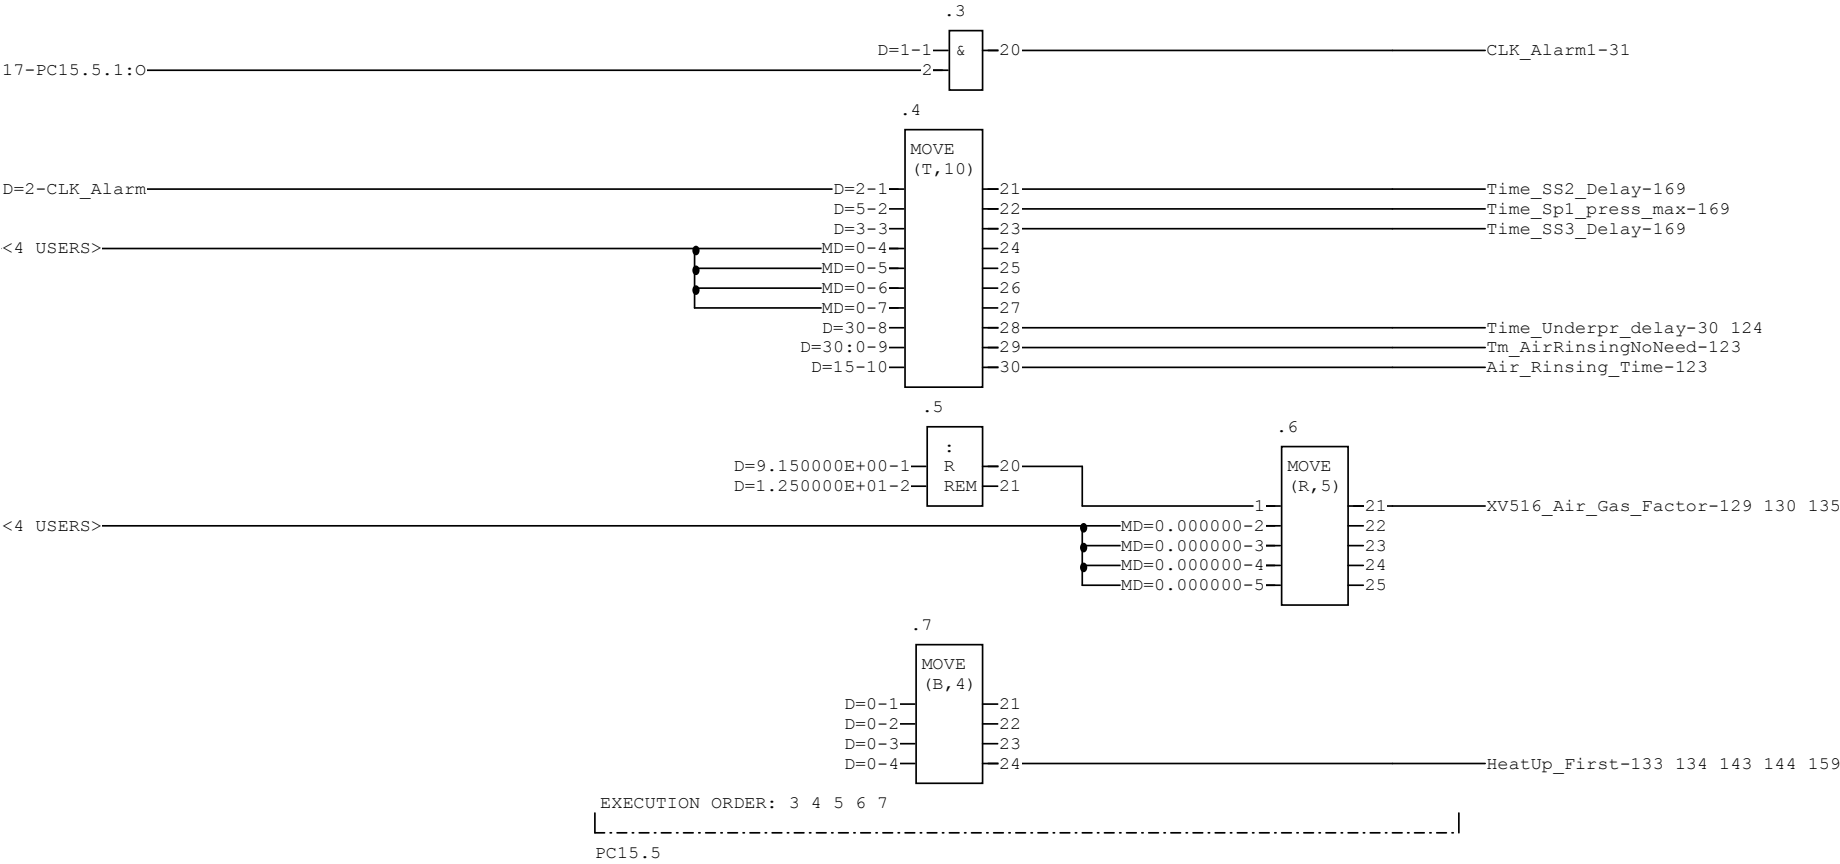 .3
D=1-1 & 20 CLK_Alarm1-31
17-PC15.5.1:O 2
.4
MOVE
(T,10)
D=2-CLK_Alarm D=2-1 21 Time_SS2_Delay-169
D=5-2 22 Time_Sp1_press_max-169
D=3-3 23 Time_SS3_Delay-169
<4 USERS> MD=0-4 24
MD=0-5 25
MD=0-6 26
MD=0-7 27
D=30-8 28 Time_Underpr_delay-30 124
D=30:0-9 29 Tm_AirRinsingNoNeed-123
D=15-10 30 Air_Rinsing_Time-123
.5
.6
:
D=9.150000E+00-1 R 20 MOVE
D=1.250000E+01-2 REM 21 (R,5)
1 21 XV516_Air_Gas_Factor-129 130 135
<4 USERS> MD=0.000000-2 22
MD=0.000000-3 23
MD=0.000000-4 24
MD=0.000000-5 25
.7
MOVE
(B,4)
D=0-1 21
D=0-2 22
D=0-3 23
D=0-4 24 HeatUp_First-133 134 143 144 159
EXECUTION ORDER: 3 4 5 6 7
PC15.5